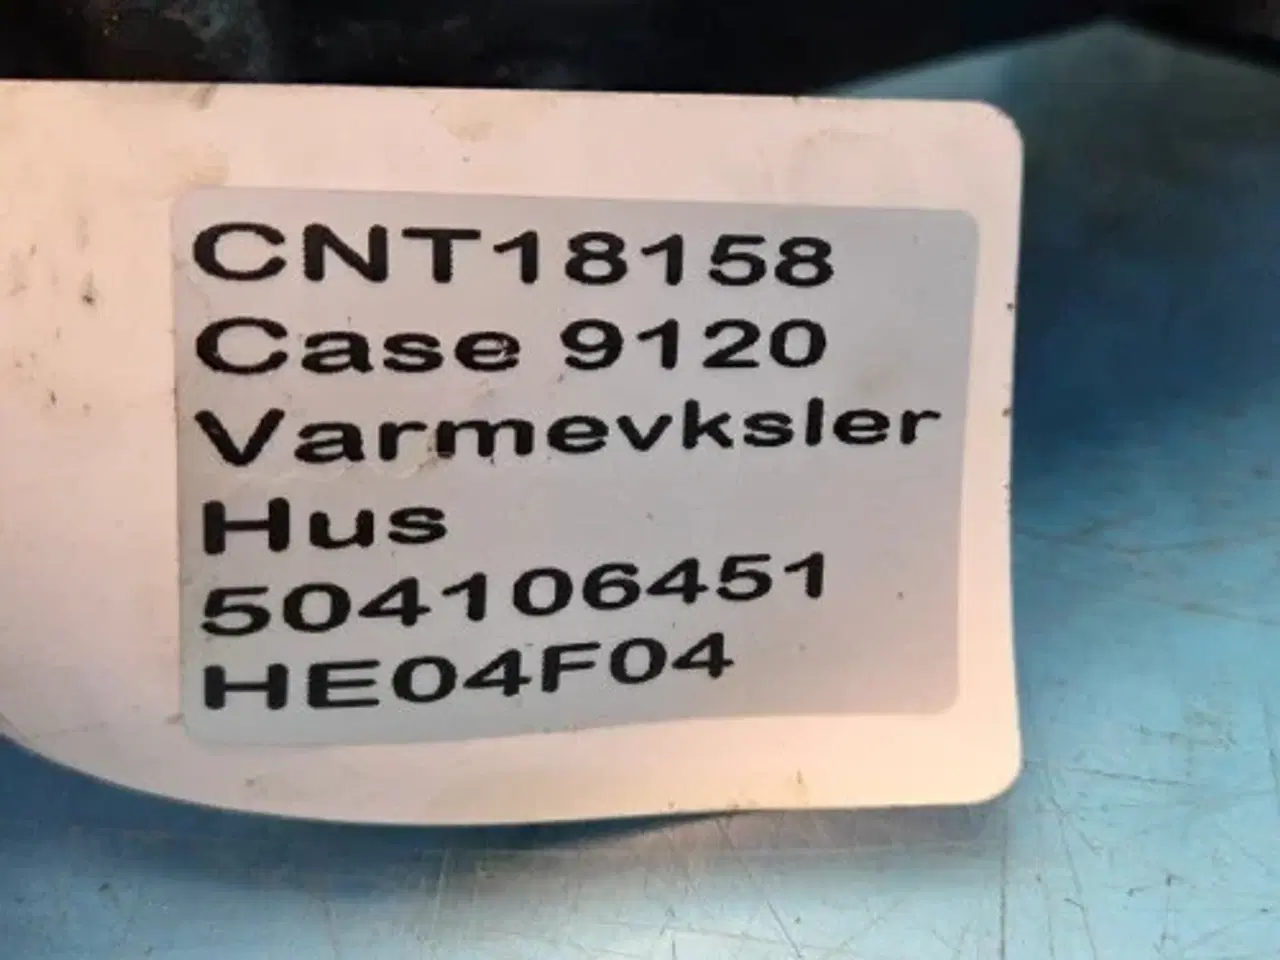 CNT18158
Case 9120
Varmevksler
Hus
504106451
HE04F04